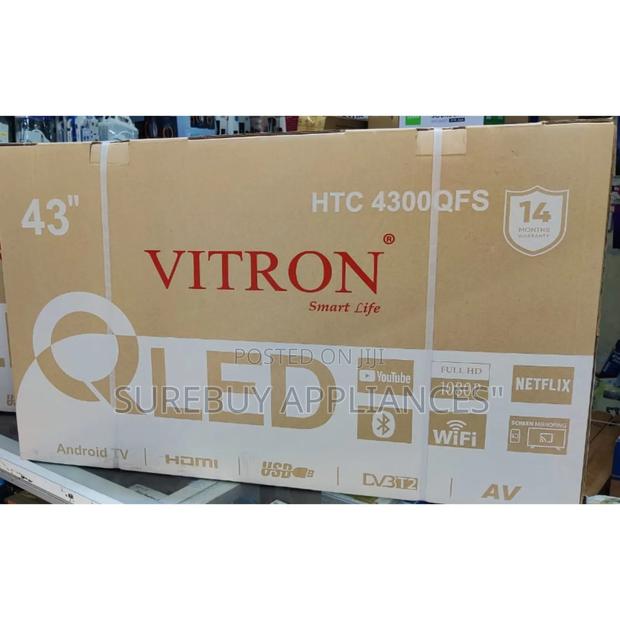 43"
HTC 4300QFS
14
MONTHS
WARRANTY
VITRON®
Smart Life
QLED
POSTED ON JIJI
SUREBUY APPLIANCES"
YouTube
FULL HD
1080P
NETFLIX
WiFi
SCREEN MIRRORING
Android TV
HDMI
USB
DVBT2
AV